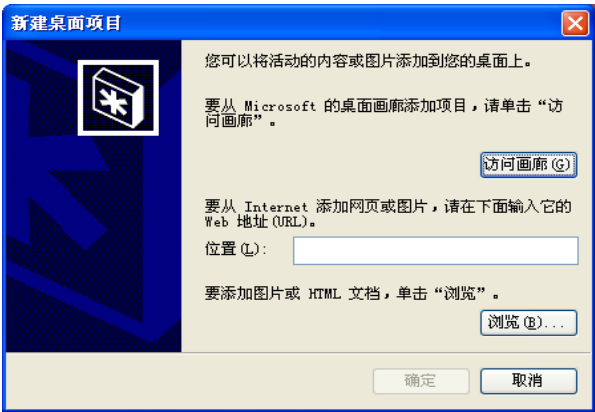 新建桌面项目
您可以将活动的内容或图片添加到您的桌面上。
要从 Microsoft 的桌面画廊添加项目，请单击“访
问画廊”。
访问画廊(G)
要从 Internet 添加网页或图片，请在下面输入它的
Web 地址(URL)。
位置(L):
要添加图片或 HTML 文档，单击“浏览”。
浏览(B)...
确定
取消